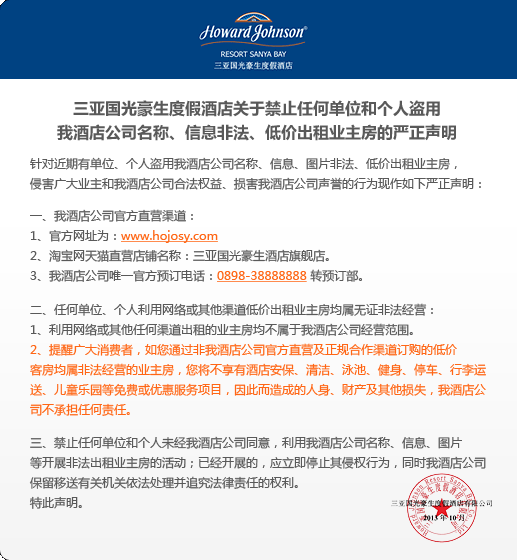 Howard Johnson®
RESORT SANYA BAY
三亚国光豪生度假酒店
三亚国光豪生度假酒店关于禁止任何单位和个人盗用
我酒店公司名称、信息非法、低价出租业主房的严正声明
针对近期有单位、个人盗用我酒店公司名称、信息、图片非法、低价出租业主房，
侵害广大业主和我酒店公司合法权益、损害我酒店公司声誉的行为现作如下严正声明：
一、我酒店公司官方直营渠道：
1、官方网址为：www.hojosy.com
2、淘宝网天猫直营店铺名称：三亚国光豪生酒店旗舰店。
3、我酒店公司唯一官方预订电话：0898-38888888 转预订部。
二、任何单位、个人利用网络或其他渠道低价出租业主房均属无证非法经营：
1、利用网络或其他任何渠道出租的业主房均不属于我酒店公司经营范围。
2、提醒广大消费者，如您通过非我酒店公司官方直营及正规合作渠道订购的低价
客房均属非法经营的业主房，您将不享有酒店安保、清洁、泳池、健身、停车、行李运
送、儿童乐园等免费或优惠服务项目，因此而造成的人身、财产及其他损失，我酒店公
司不承担任何责任。
三、禁止任何单位和个人未经我酒店公司同意，利用我酒店公司名称、信息、图片
等开展非法出租业主房的活动；已经开展的，应立即停止其侵权行为，同时我酒店公司
保留移送有关机关依法处理并追究法律责任的权利。
特此声明。
三亚国光豪生度假酒店有限公司
2013 年 10 月